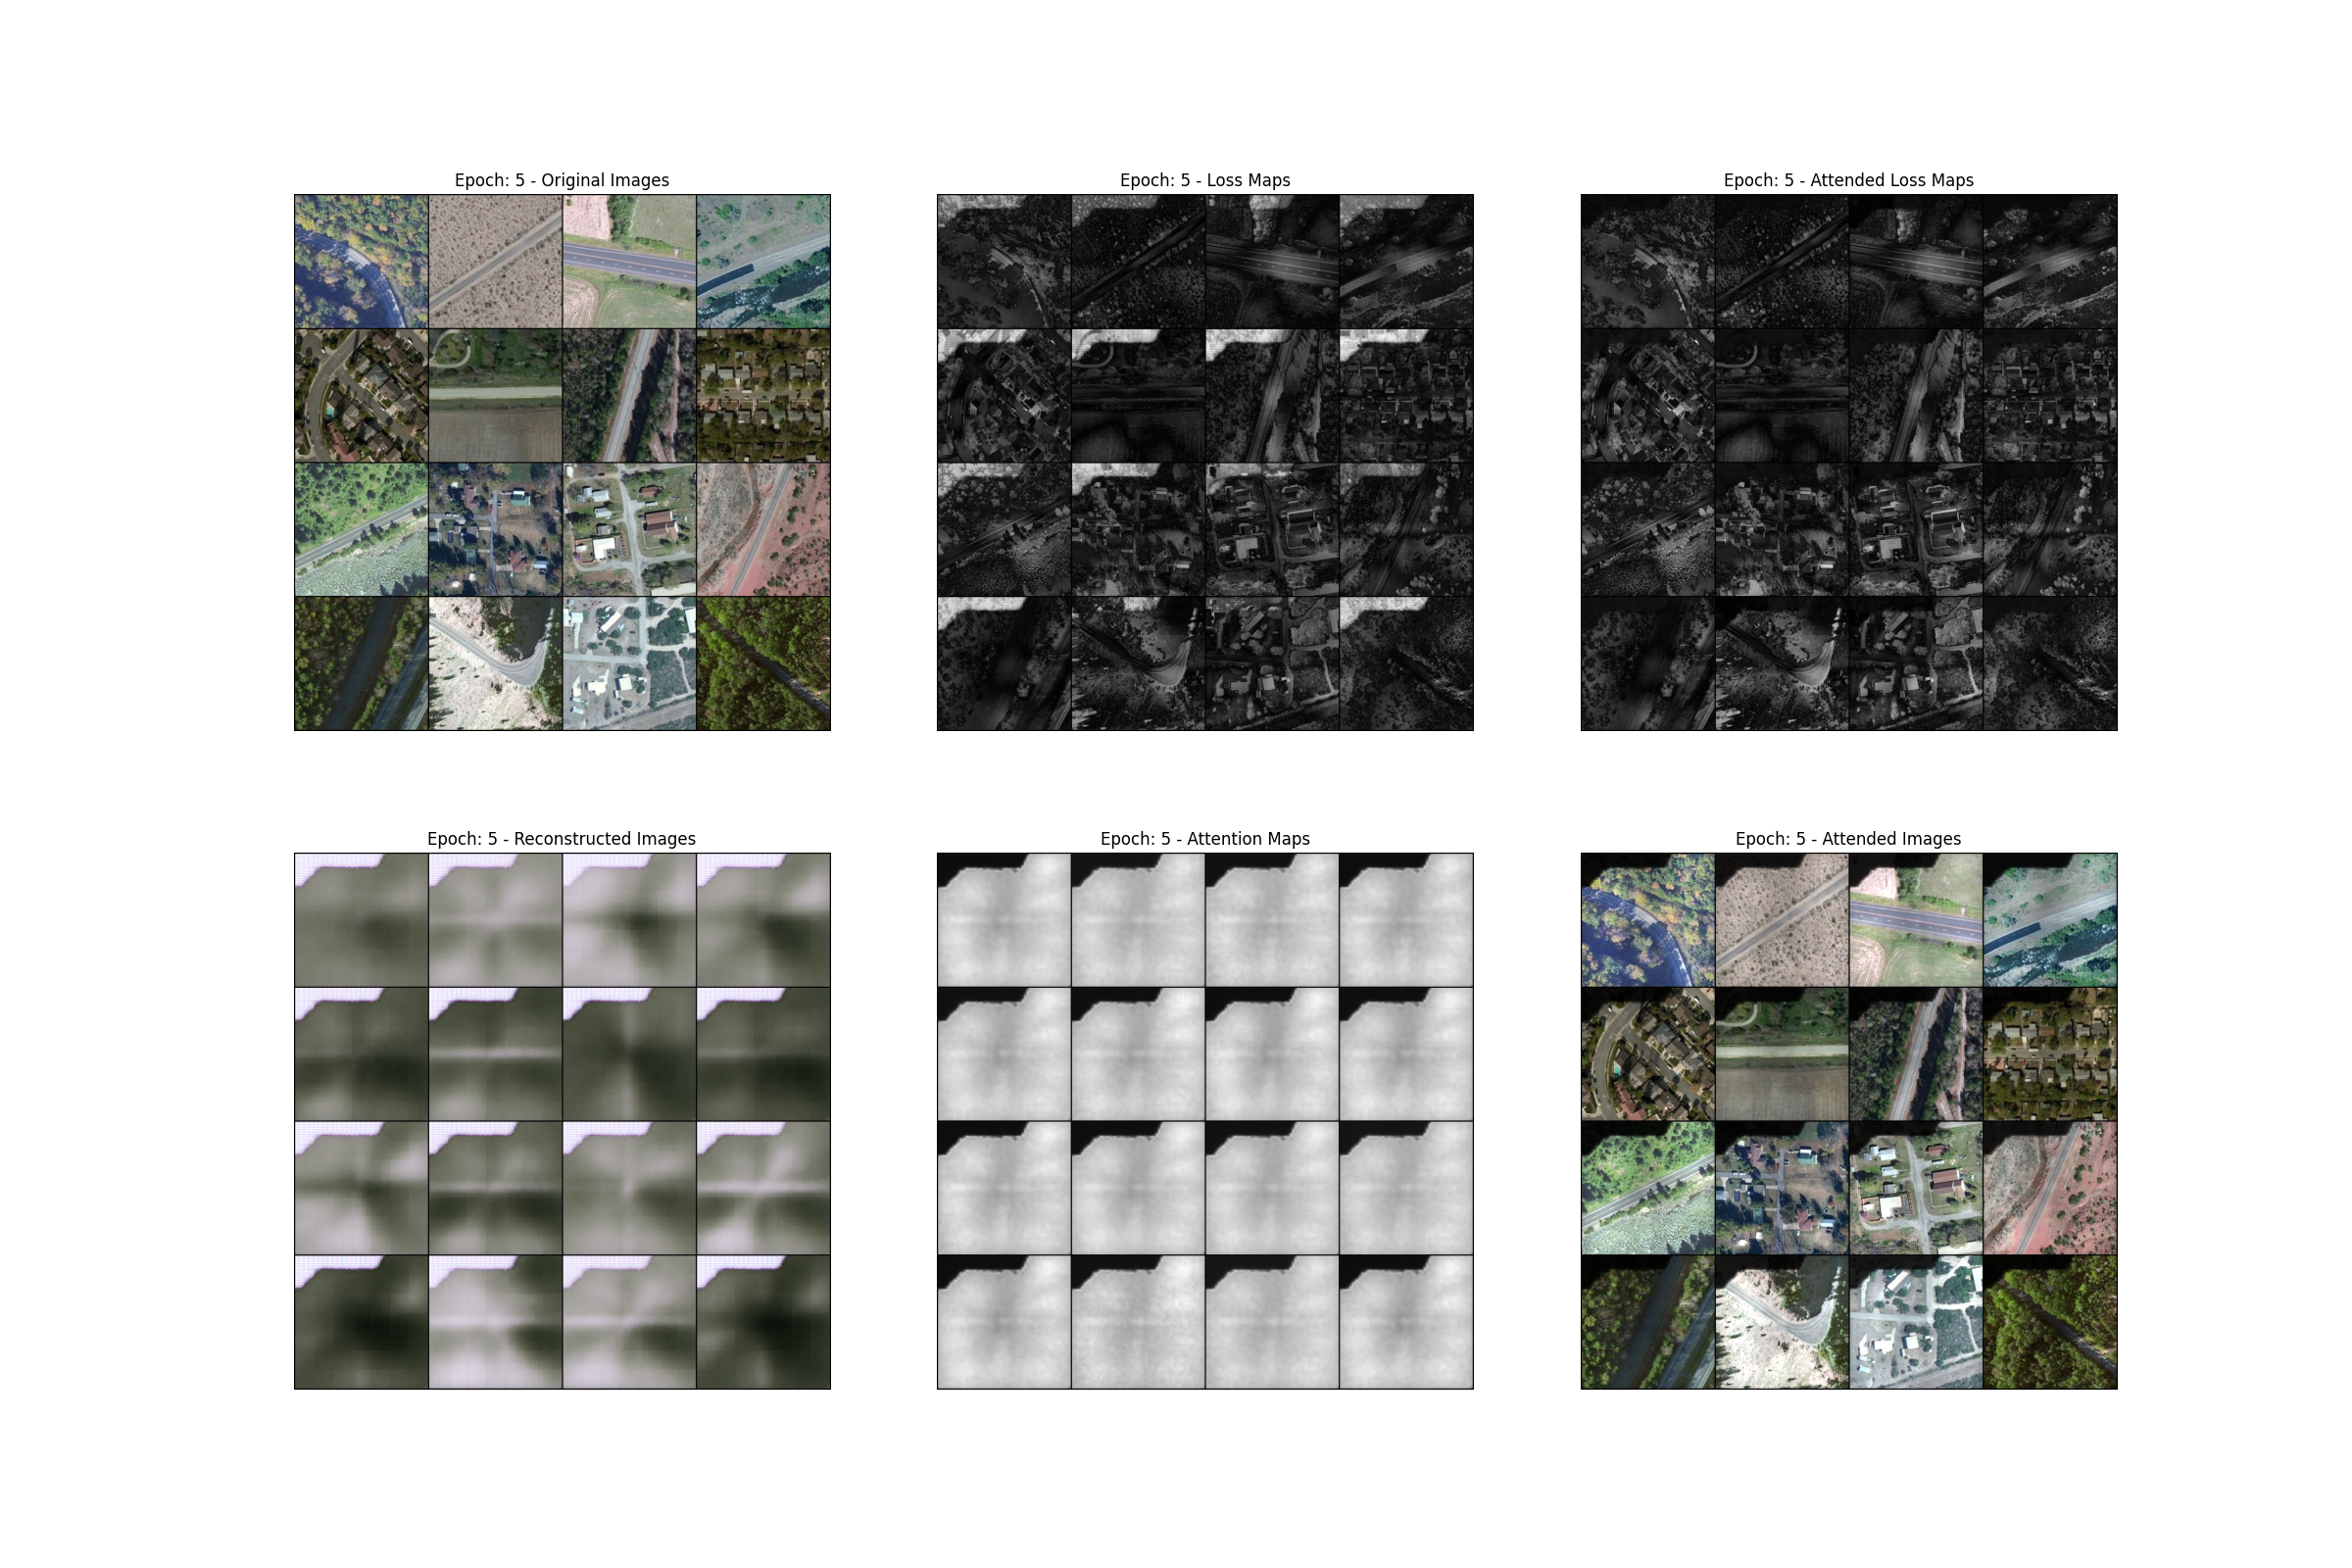 Epoch: 5 - Original Images
Epoch: 5 - Loss Maps
Epoch: 5 - Attended Loss Maps
Epoch: 5 - Reconstructed Images
Epoch: 5 - Attention Maps
Epoch: 5 - Attended Images